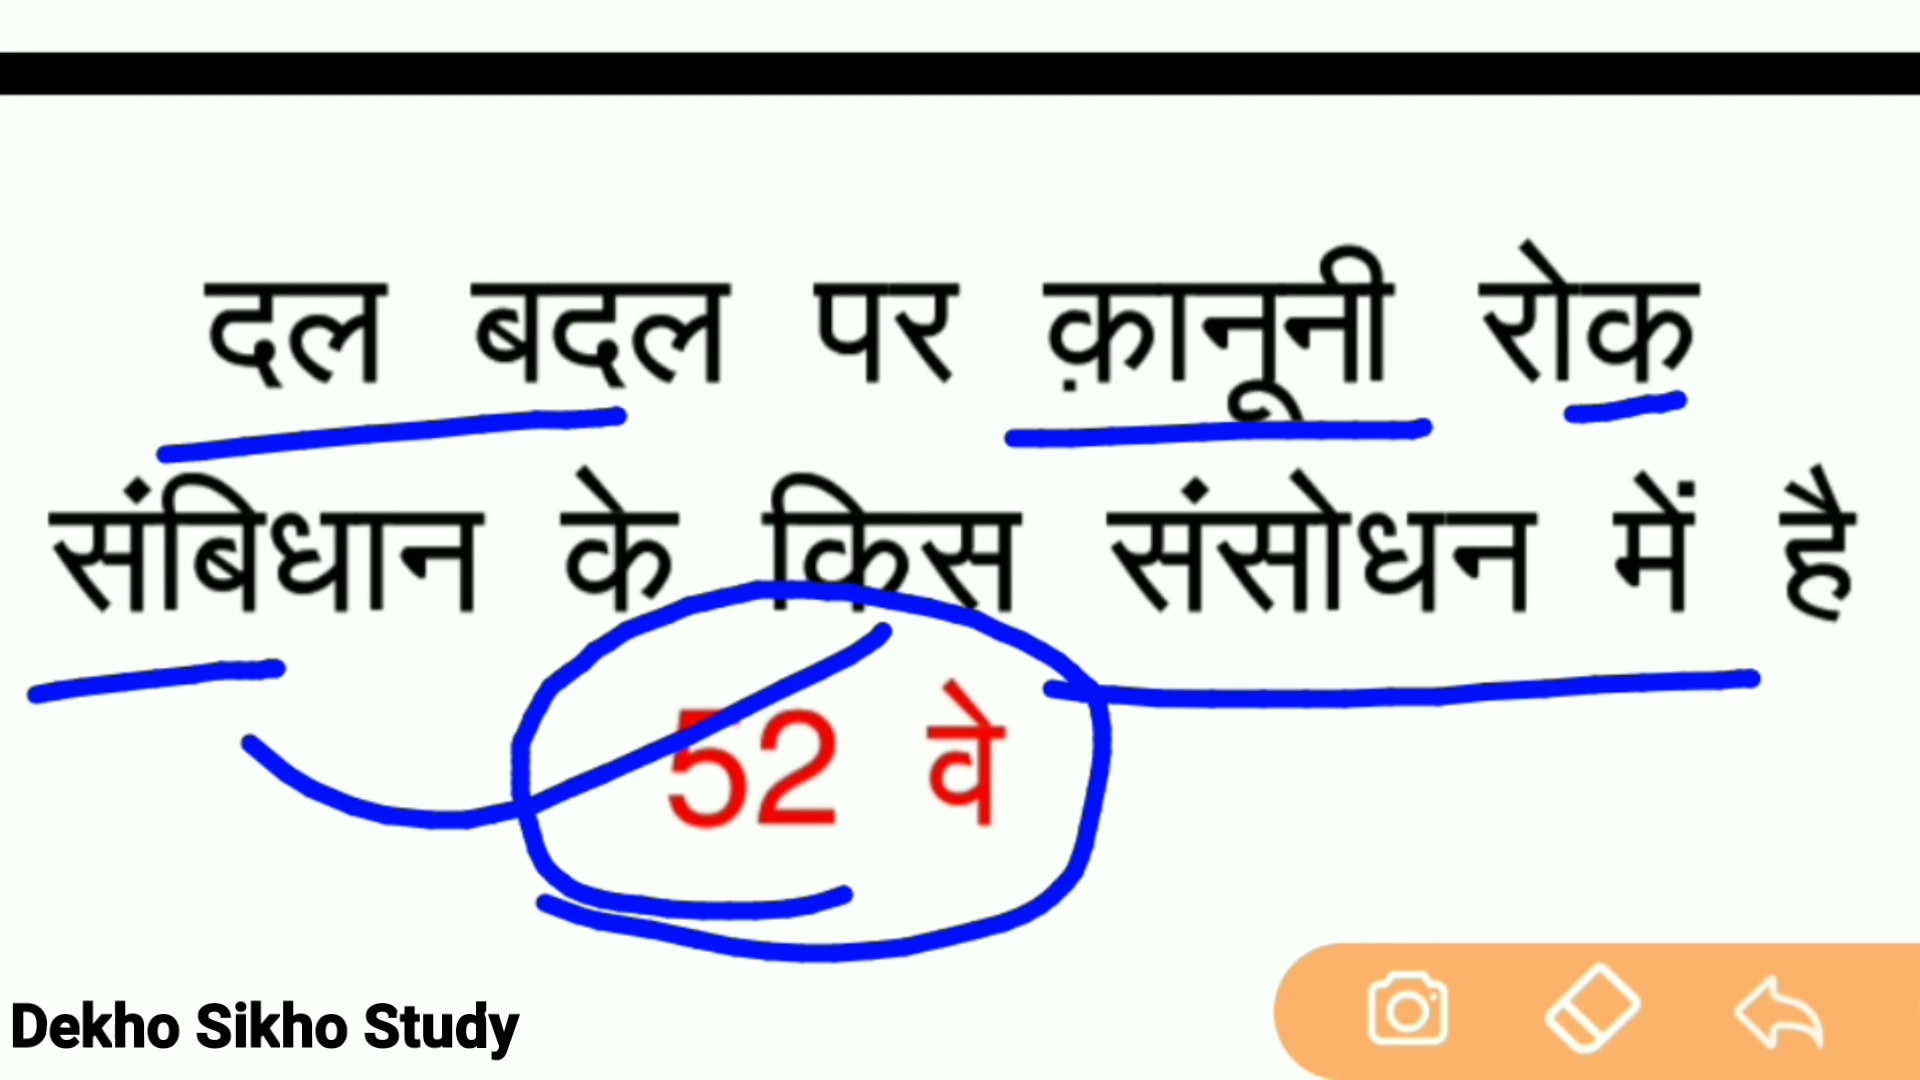 दल बदल पर क़ानूनी रोक
संबिधान के किस संसोधन में है
52 वे
Dekho Sikho Study